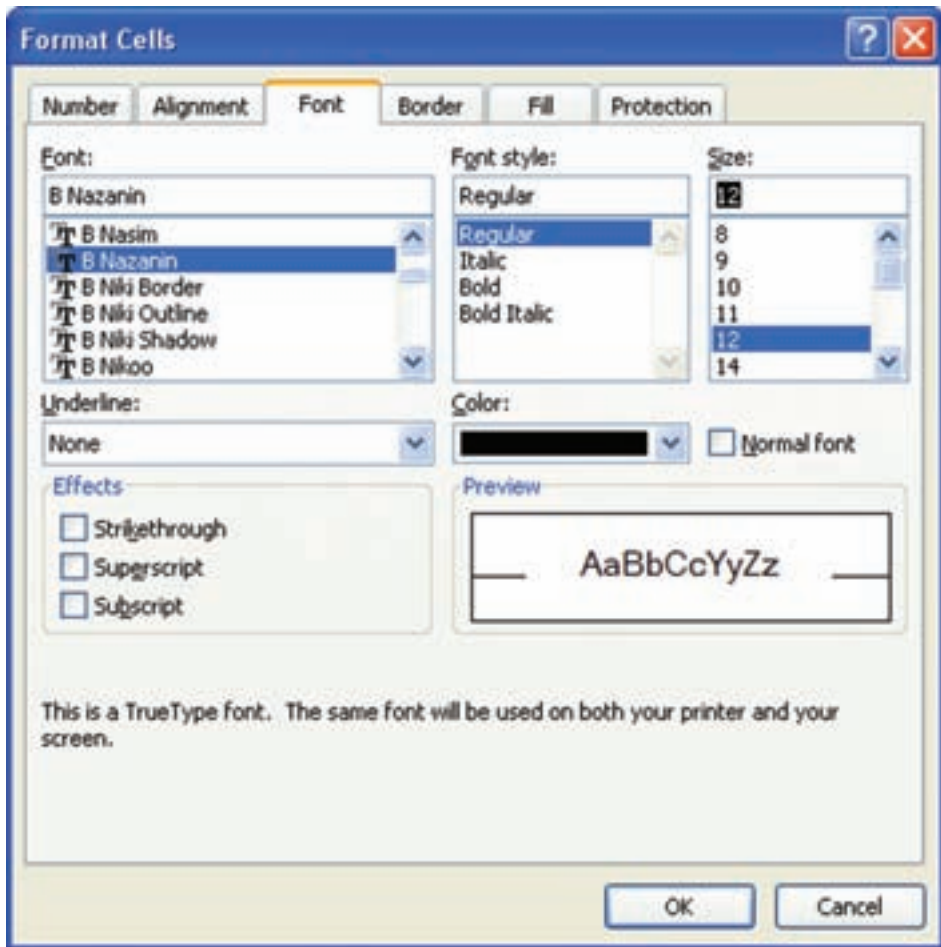 Format Cells
Number Alignment Font Border Fill Protection
Font: Font style: Size:
B Nazanin Regular 12
B Nasim Regular 8
B Nazanin Italic 9
B Niki Border Bold 10
B Niki Outline Bold Italic 11
B Niki Shadow 12
B Nikoo 14
Underline: Color:
None Normal font
Effects Preview
Strikethrough
Superscript
Subscript
AaBbCcYyZz
This is a TrueType font. The same font will be used on both your printer and your
screen.
OK Cancel